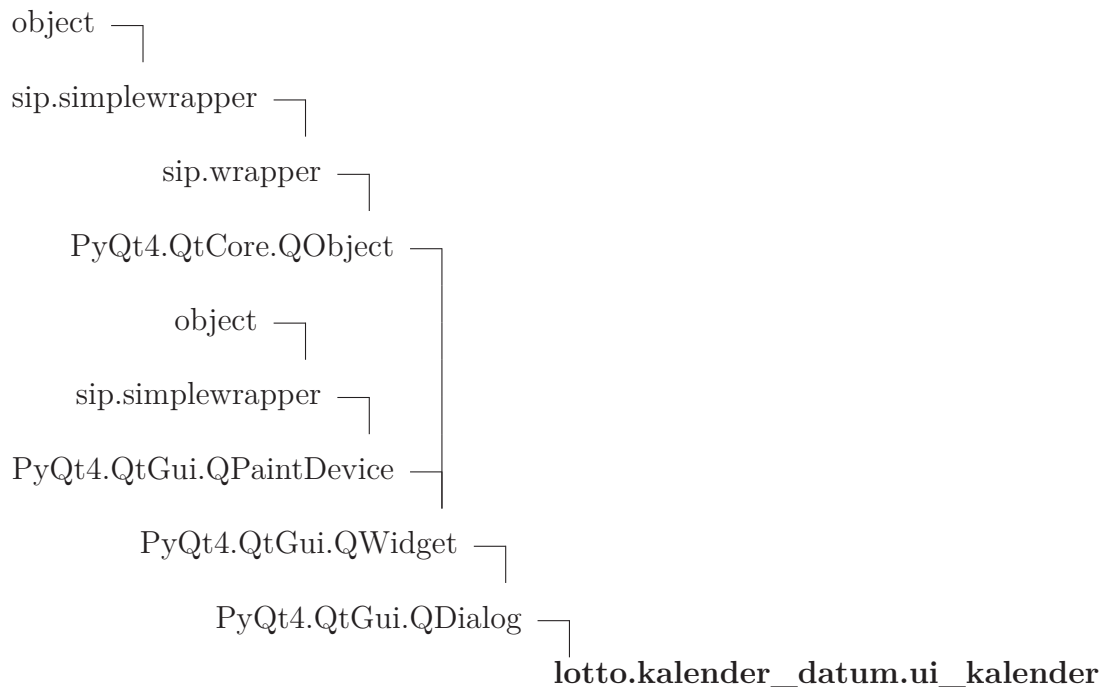 object
sip.simplewrapper
sip.wrapper
PyQt4.QtCore.QObject
object
sip.simplewrapper
PyQt4.QtGui.QPaintDevice
PyQt4.QtGui.QWidget
PyQt4.QtGui.QDialog
lotto.kalender_datum.ui_kalender